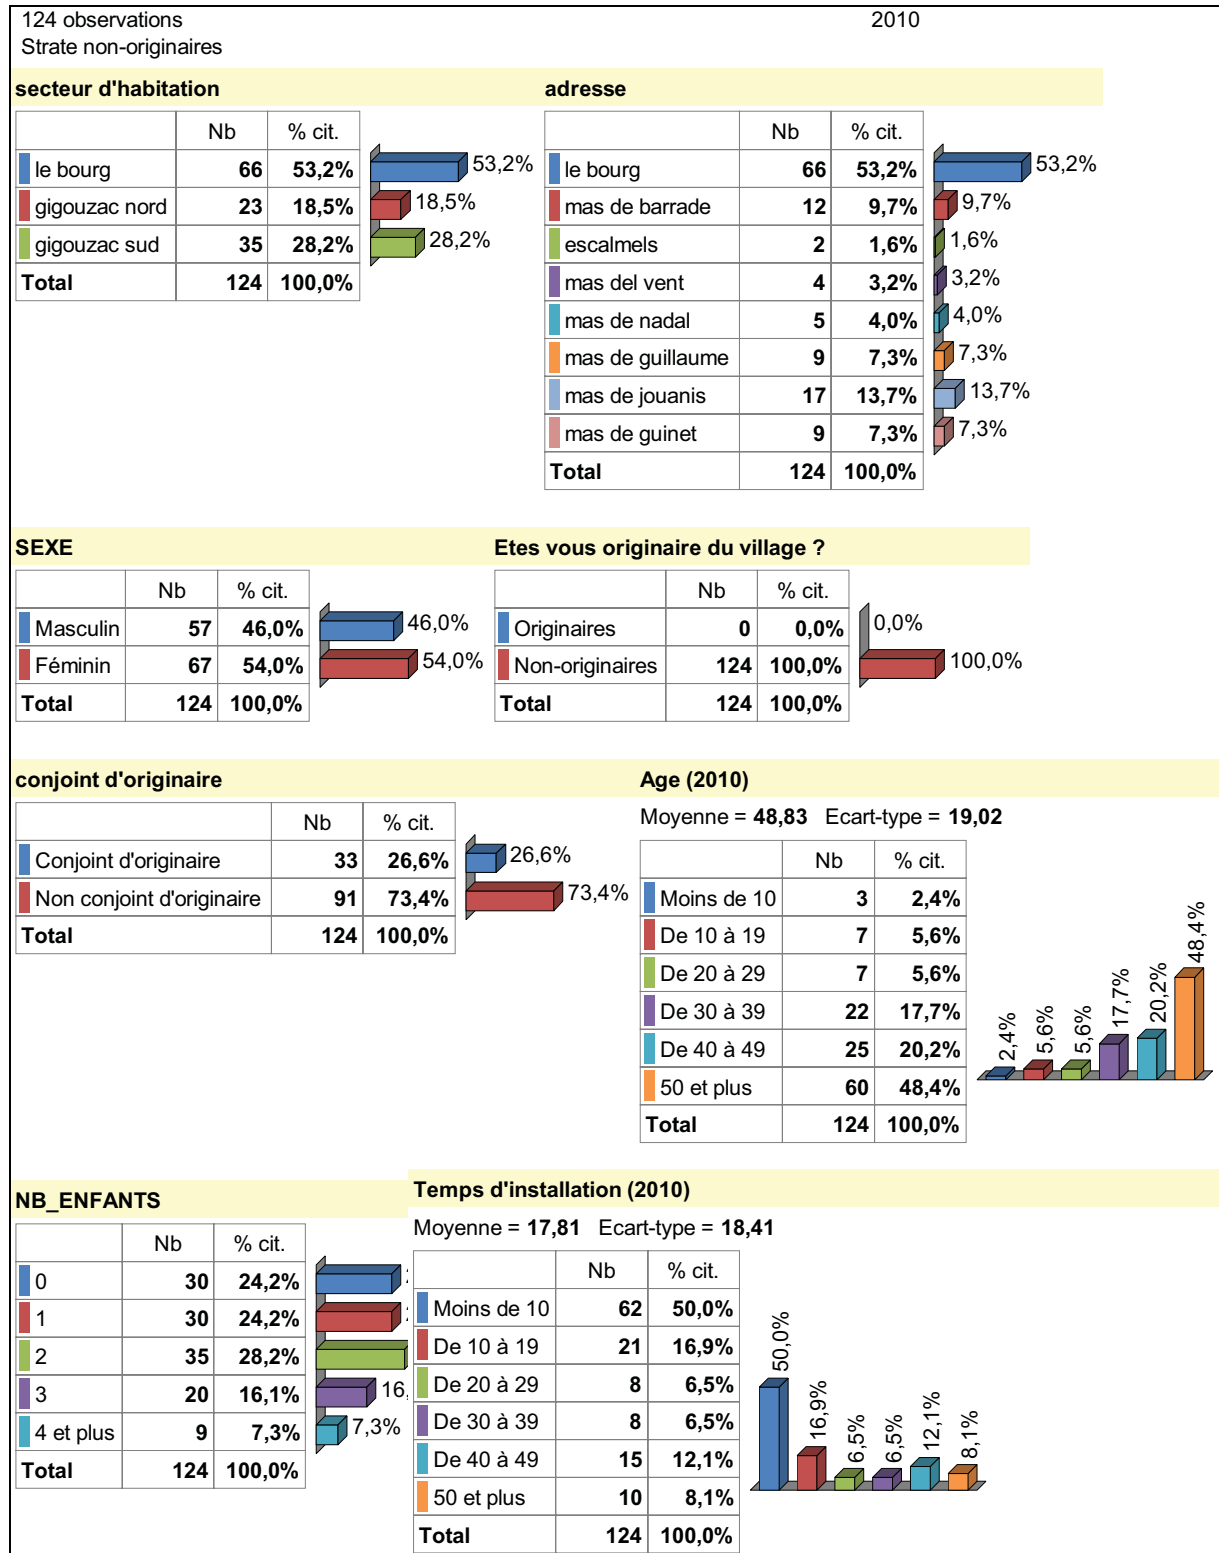 124 observations 2010
Strate non-originaires
secteur d'habitation adresse
Nb % cit.
le bourg 66 53,2% 53,2%
gigouzac nord 23 18,5% 18,5%
gigouzac sud 35 28,2% 28,2%
Total 124 100,0%
Nb % cit.
le bourg 66 53,2% 53,2%
mas de barrade 12 9,7% 9,7%
escalmels 2 1,6% 1,6%
mas del vent 4 3,2% 3,2%
mas de nadal 5 4,0% 4,0%
mas de guillaume 9 7,3% 7,3%
mas de jouanis 17 13,7% 13,7%
mas de guinet 9 7,3% 7,3%
Total 124 100,0%
SEXE Etes vous originaire du village ?
Nb % cit.
Masculin 57 46,0% 46,0%
Féminin 67 54,0% 54,0%
Total 124 100,0%
Nb % cit.
Originaires 0 0,0% 0,0%
Non-originaires 124 100,0% 100,0%
Total 124 100,0%
conjoint d'originaire Age (2010)
Nb % cit.
Conjoint d'originaire 33 26,6% 26,6%
Non conjoint d'originaire 91 73,4% 73,4%
Total 124 100,0%
Moyenne = 48,83 Ecart-type = 19,02
Nb % cit.
Moins de 10 3 2,4%
De 10 à 19 7 5,6%
De 20 à 29 7 5,6%
De 30 à 39 22 17,7%
De 40 à 49 25 20,2%
50 et plus 60 48,4%
Total 124 100,0%
2,4% 5,6% 5,6% 17,7% 20,2% 48,4%
NB_ENFANTS Temps d'installation (2010)
Nb % cit.
0 30 24,2%
1 30 24,2%
2 35 28,2%
3 20 16,1% 16,
4 et plus 9 7,3% 7,3%
Total 124 100,0%
Moyenne = 17,81 Ecart-type = 18,41
Nb % cit.
Moins de 10 62 50,0%
De 10 à 19 21 16,9%
De 20 à 29 8 6,5%
De 30 à 39 8 6,5%
De 40 à 49 15 12,1%
50 et plus 10 8,1%
Total 124 100,0%
50,0% 16,9% 6,5% 6,5% 12,1% 8,1%